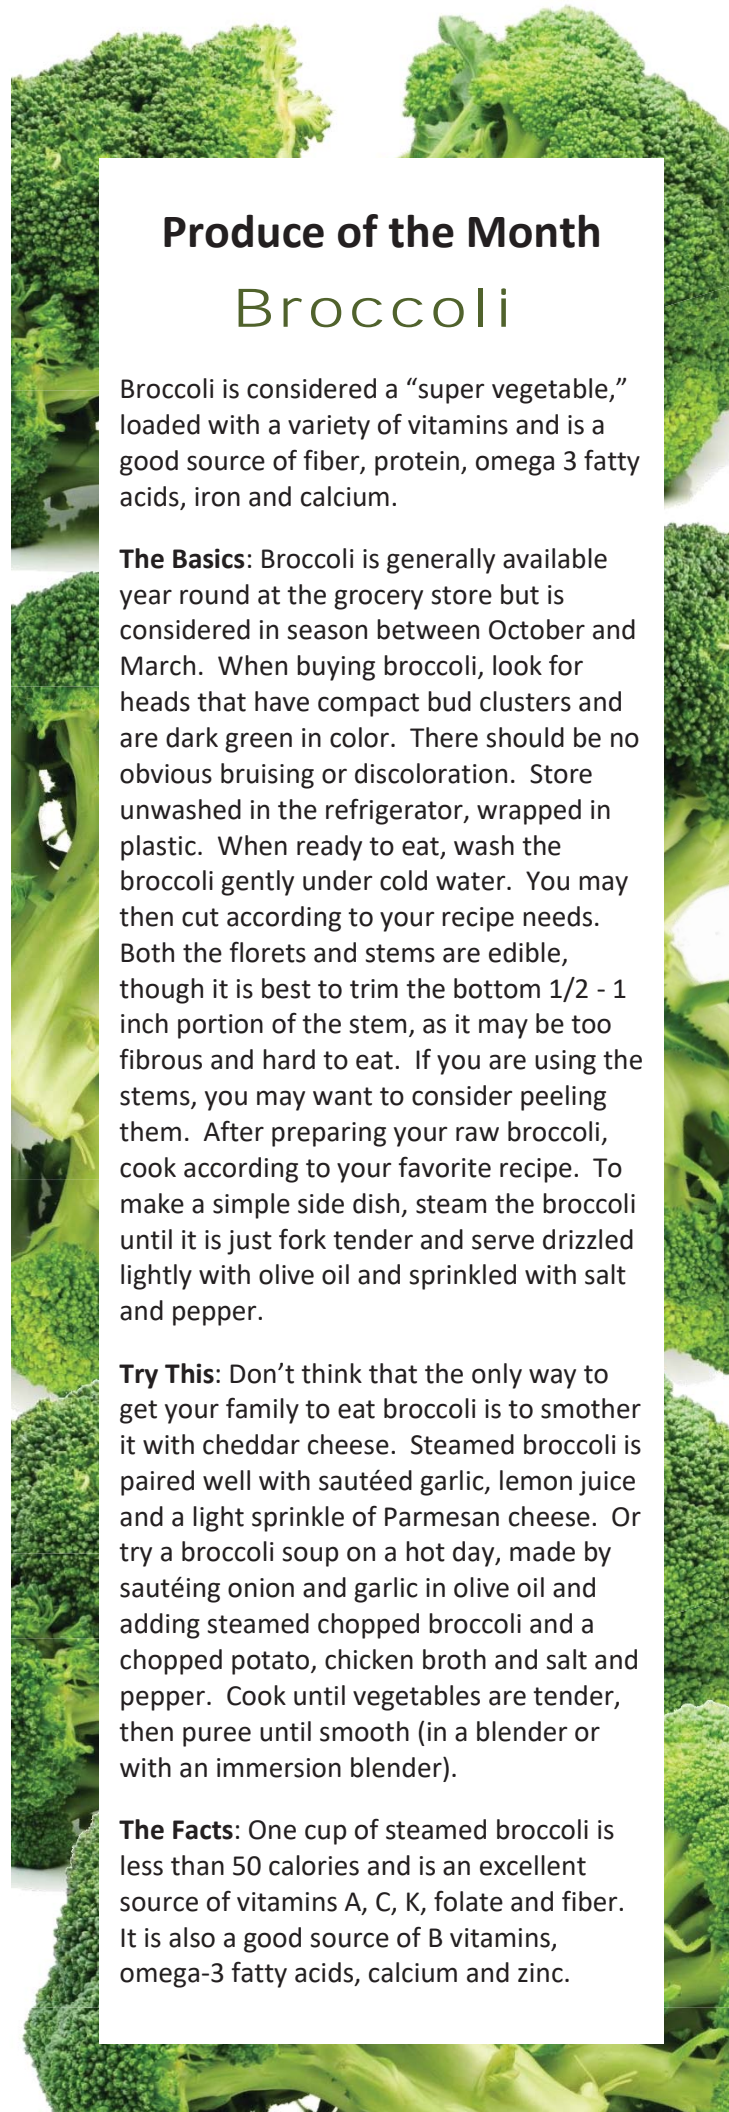 Produce of the Month
Broccoli
Broccoli is considered a “super vegetable,”
loaded with a variety of vitamins and is a
good source of fiber, protein, omega 3 fatty
acids, iron and calcium.
The Basics: Broccoli is generally available
year round at the grocery store but is
considered in season between October and
March.  When buying broccoli, look for
heads that have compact bud clusters and
are dark green in color.  There should be no
obvious bruising or discoloration.  Store
unwashed in the refrigerator, wrapped in
plastic.  When ready to eat, wash the
broccoli gently under cold water.  You may
then cut according to your recipe needs.
Both the florets and stems are edible,
though it is best to trim the bottom 1/2 - 1
inch portion of the stem, as it may be too
fibrous and hard to eat.  If you are using the
stems, you may want to consider peeling
them.  After preparing your raw broccoli,
cook according to your favorite recipe.  To
make a simple side dish, steam the broccoli
until it is just fork tender and serve drizzled
lightly with olive oil and sprinkled with salt
and pepper.
Try This: Don’t think that the only way to
get your family to eat broccoli is to smother
it with cheddar cheese.  Steamed broccoli is
paired well with sautéed garlic, lemon juice
and a light sprinkle of Parmesan cheese.  Or
try a broccoli soup on a hot day, made by
sautéing onion and garlic in olive oil and
adding steamed chopped broccoli and a
chopped potato, chicken broth and salt and
pepper.  Cook until vegetables are tender,
then puree until smooth (in a blender or
with an immersion blender).
The Facts: One cup of steamed broccoli is
less than 50 calories and is an excellent
source of vitamins A, C, K, folate and fiber.
It is also a good source of B vitamins,
omega-3 fatty acids, calcium and zinc.